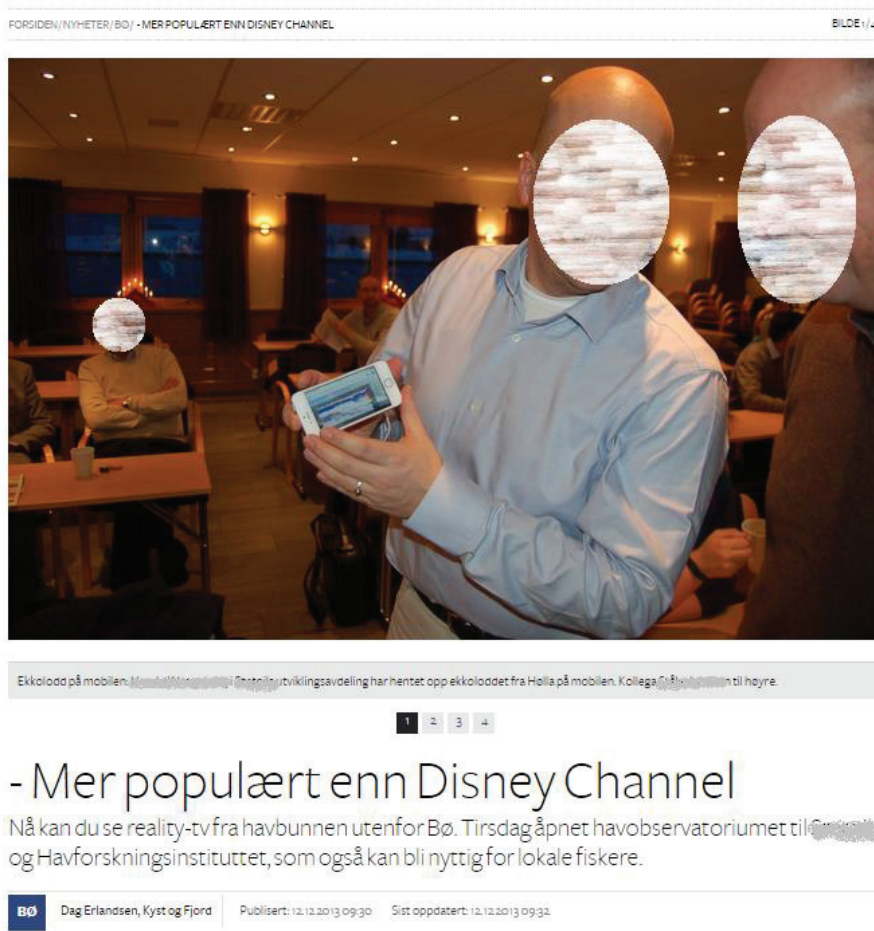 FORSIDEN/NYHETER/BØ/ - MER POPULÆRT ENN DISNEY CHANNEL
BILDE 1/4
Ekkolodd på mobilen: i utviklingsavdeling har hentet opp ekkoloddet fra Hølla på mobilen. Kollega til høyre.
1 2 3 4
- Mer populært enn Disney Channel
Nå kan du se reality-tv fra havbunnen utenfor Bø. Tirsdag åpnet havobservatoriumet til
og Havforskningsinstituttet, som også kan bli nyttig for lokale fiskere.
BØ Dag Erlandsen, Kyst og Fjord Publisert: 12.12.2013 09:30 Sist oppdatert: 12.12.2013 09:32